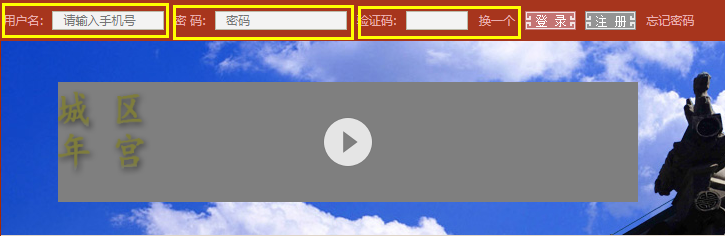 用户名: 请输入手机号 密 码: 密码 验证码: 换一个 登 录 注 册 忘记密码
城 区
年 宫